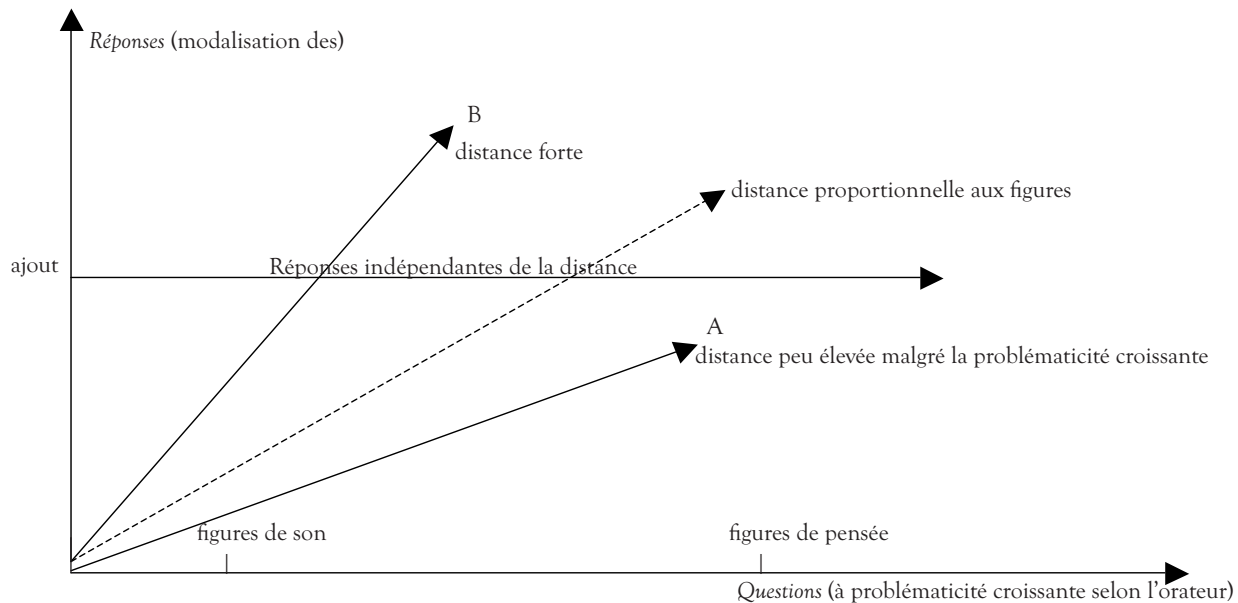 Réponses (modalisation des)
B
distance forte
distance proportionnelle aux figures
ajout
Réponses indépendantes de la distance
A
distance peu élevée malgré la problématicité croissante
figures de son
figures de pensée
Questions (à problématicité croissante selon l'orateur)